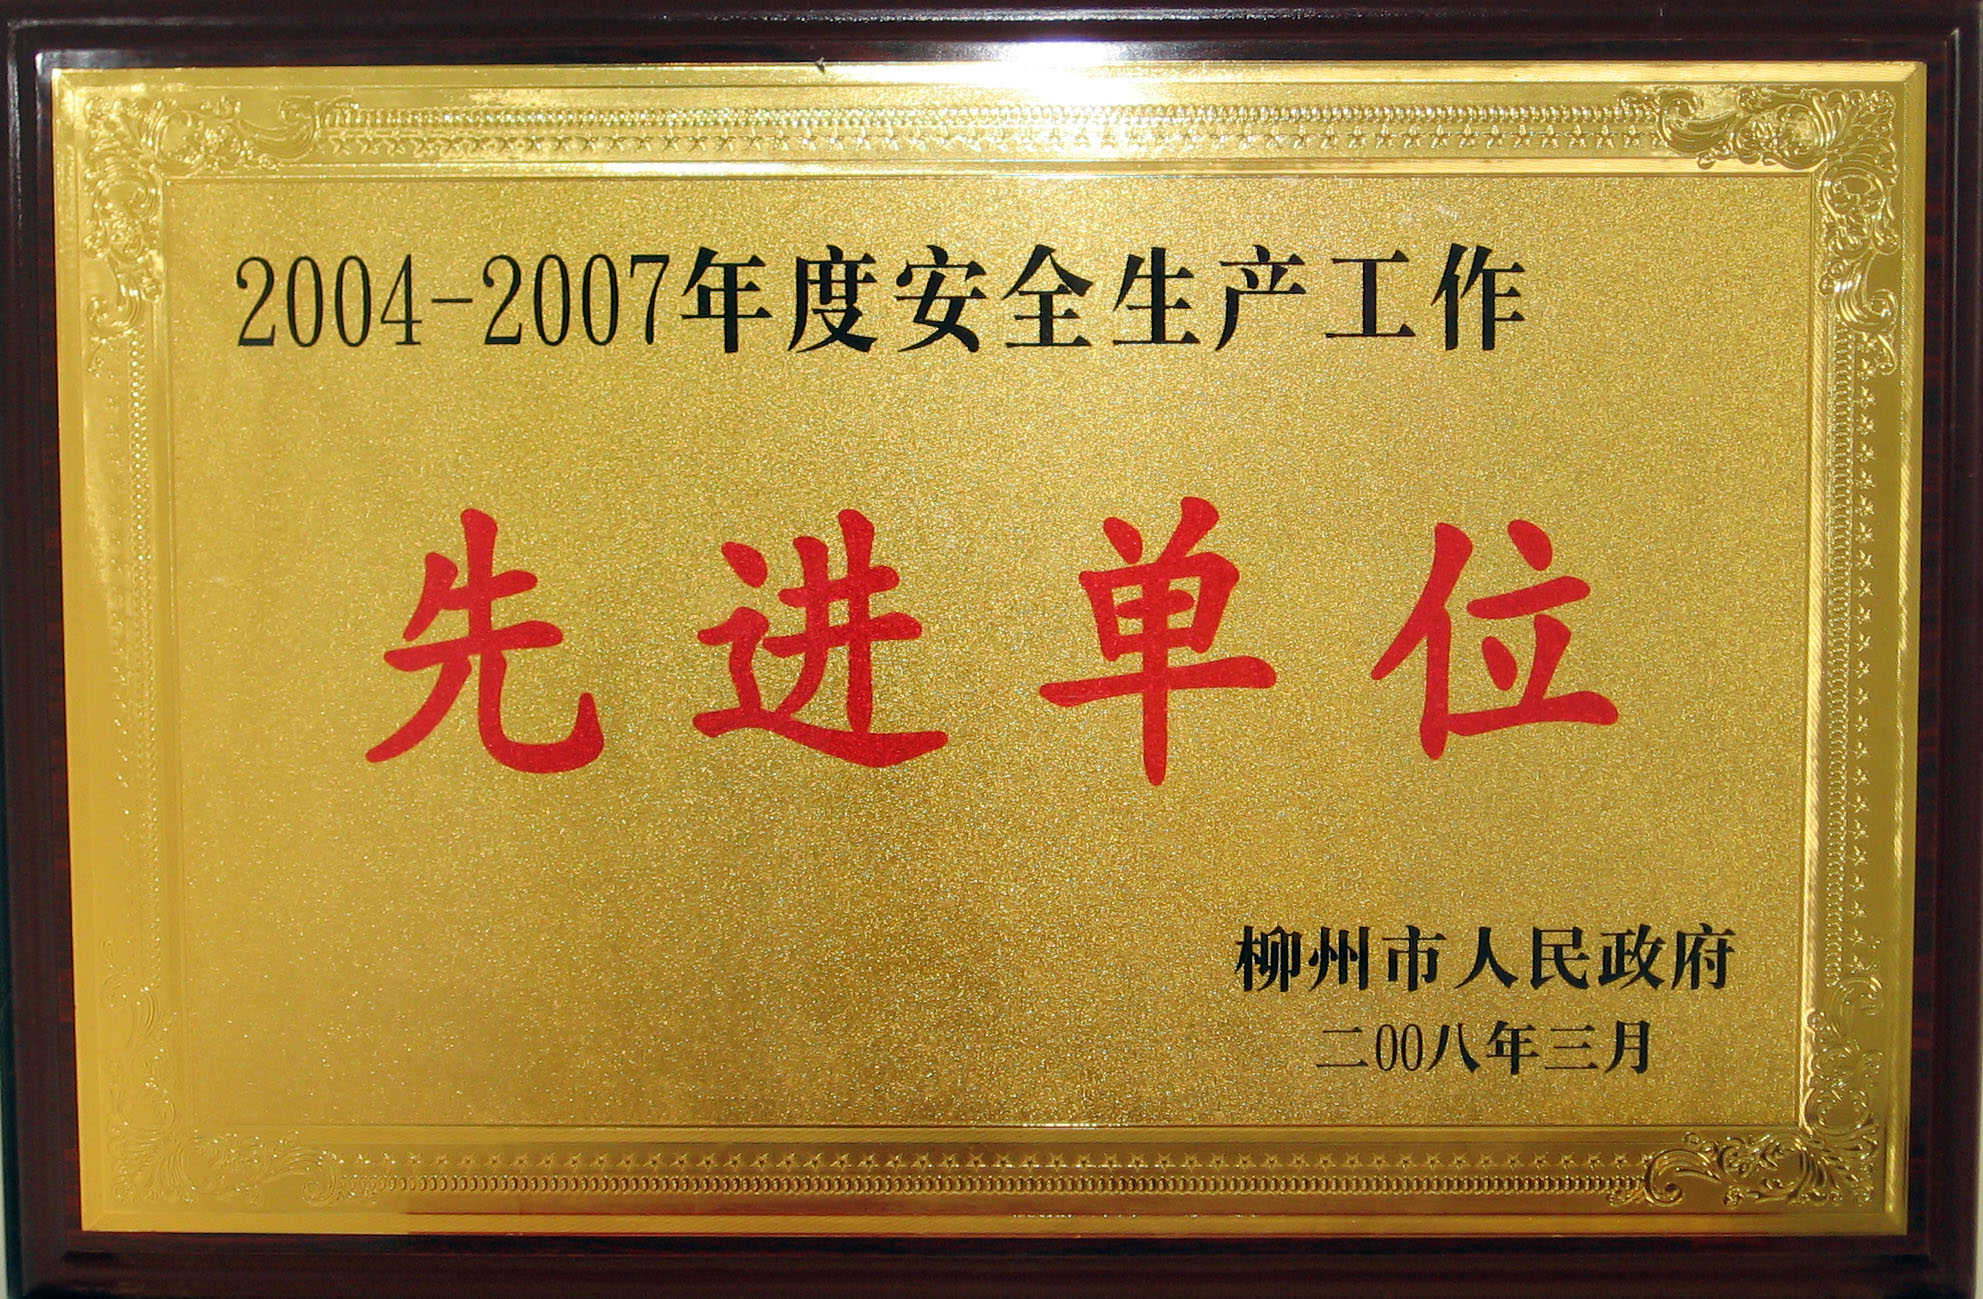 2004-2007年度安全生产工作
先进单位
柳州市人民政府
二00八年三月